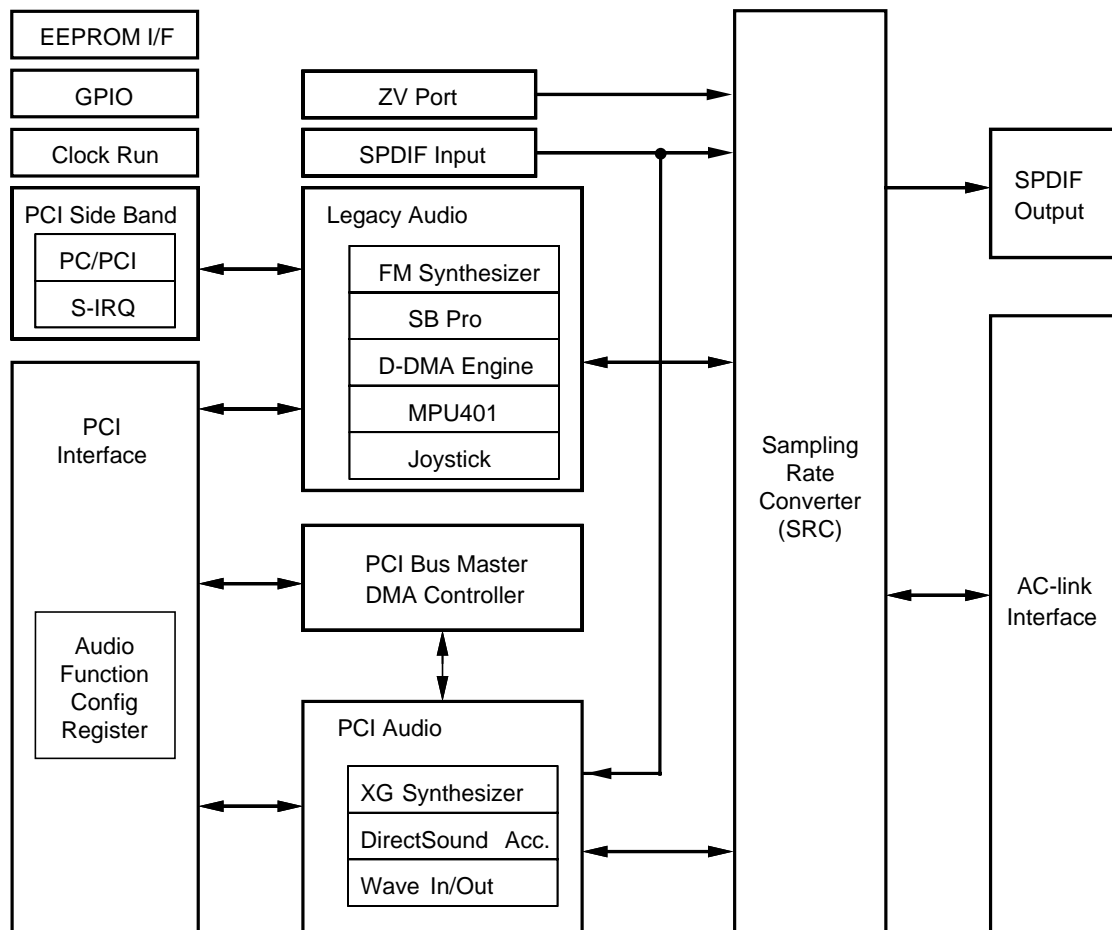 EEPROM I/F
GPIO
Clock Run
PCI Side Band
PC/PCI
S-IRQ
PCI
Interface
Audio
Function
Config
Register
ZV Port
SPDIF Input
Legacy Audio
FM Synthesizer
SB Pro
D-DMA Engine
MPU401
Joystick
PCI Bus Master
DMA Controller
PCI Audio
XG Synthesizer
DirectSound Acc.
Wave In/Out
Sampling
Rate
Converter
(SRC)
SPDIF
Output
AC-link
Interface